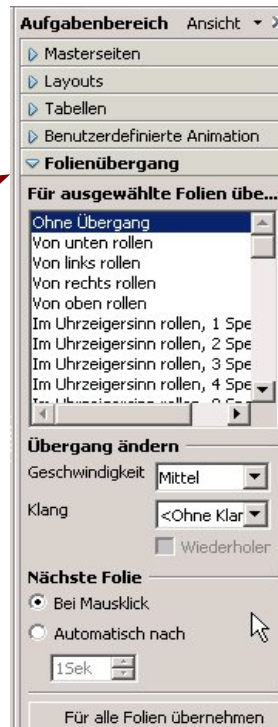 Aufgabenbereich Ansicht
Masterseiten
Layouts
Tabellen
Benutzerdefinierte Animation
Folienübergang
Für ausgewählte Folien übe...
Ohne Übergang
Von unten rollen
Von links rollen
Von rechts rollen
Von oben rollen
Im Uhrzeigersinn rollen, 1 Spe
Im Uhrzeigersinn rollen, 2 Spe
Im Uhrzeigersinn rollen, 3 Spe
Im Uhrzeigersinn rollen, 4 Spe
Übergang ändern
Geschwindigkeit Mittel
Klang <Ohne Klar
Wiederholer
Nächste Folie
Bei Mausklick
Automatisch nach
1Sek
Für alle Folien übernehmen